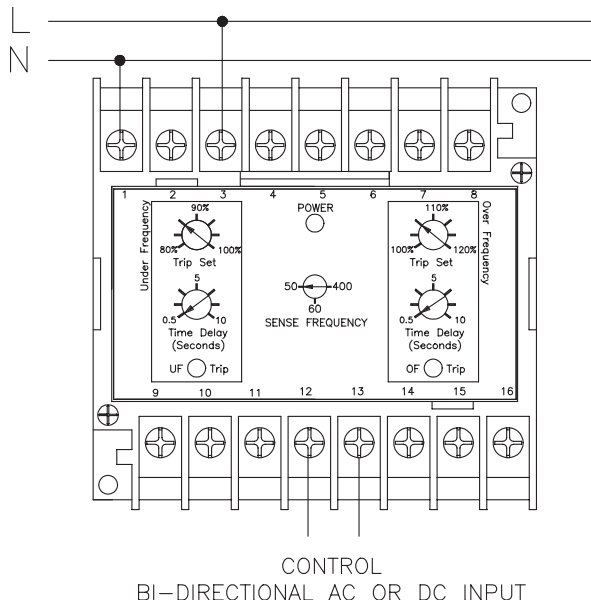 L
N
1 2 3 4 5 6 7 8
Under Frequency
90%
80% 100%
Trip Set
5
0.5 10
Time Delay
(Seconds)
UF Trip
POWER
50 400
60
SENSE FREQUENCY
Over Frequency
110%
100% 120%
Trip Set
5
0.5 10
Time Delay
(Seconds)
OF Trip
9 10 11 12 13 14 15 16
CONTROL
BI-DIRECTIONAL AC OR DC INPUT